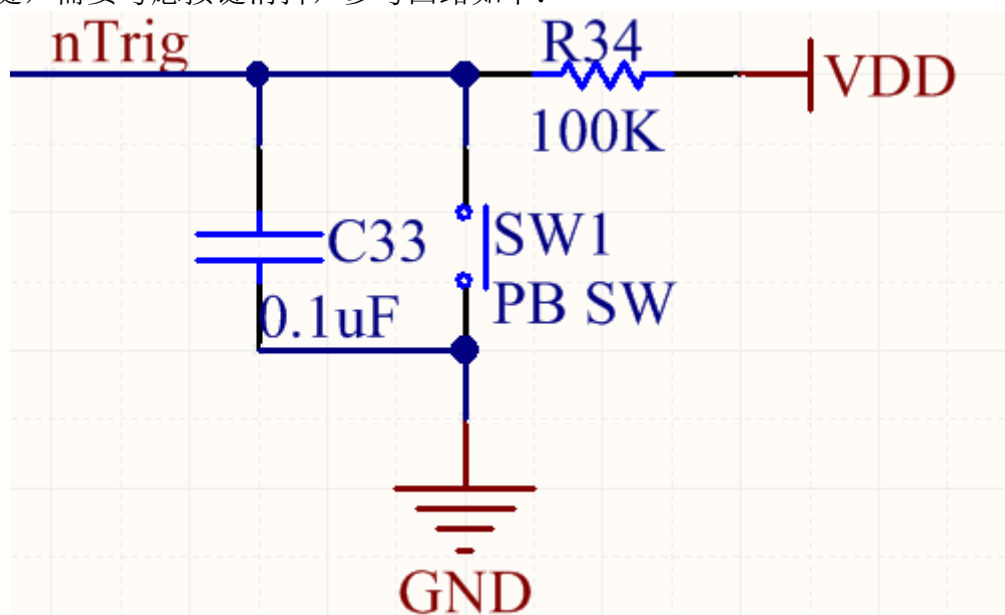 nTrig
R34
100K
VDD
C33
0.1uF
SW1
PB SW
GND